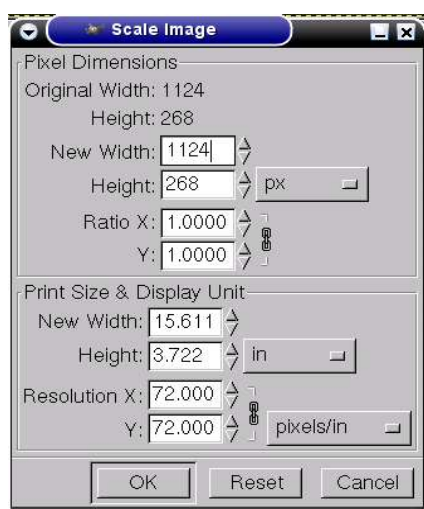 Scale Image
Pixel Dimensions
Original Width: 1124
Height: 268
New Width: 1124
Height: 268 px
Ratio X: 1.0000
Y: 1.0000
Print Size & Display Unit
New Width: 15.611
Height: 3.722 in
Resolution X: 72.000
Y: 72.000 pixels/in
OK Reset Cancel